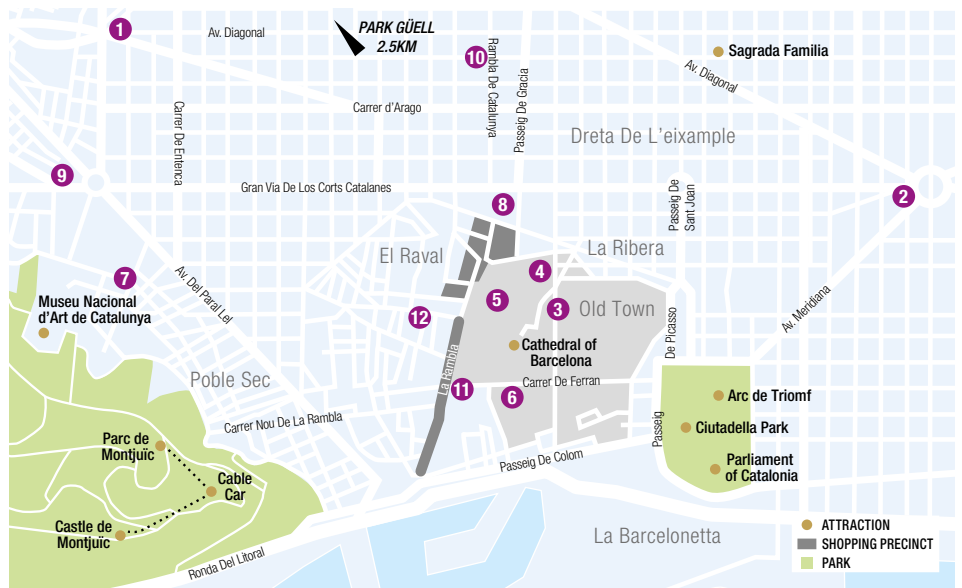 1
Av. Diagonal
PARK GÜELL
2.5KM
10
Rambla De Catalunya
Passeig De Gracia
Sagrada Familia
Av. Diagonal
Carrer De Entenca
Carrer d'Arago
Dreta De L'eixample
9
Gran Via De Los Corts Catalanes
8
Passeig De
Sant Joan
2
El Raval
La Ribera
7
4
Museu Nacional
d'Art de Catalunya
Av. Del Paral Lel
5
3
Old Town
12
Av. Meridiana
De Picasso
Cathedral of
Barcelona
La Rambla
Poble Sec
11
Carrer De Ferran
6
Arc de Triomf
Carrer Nou De La Rambla
Passeig
Ciutadella Park
Parc de
Montjuïc
Passeig De Colom
Parliament
of Catalonia
Cable
Car
Castle de
Montjuïc
La Barcelonetta
Ronda Del Litoral
ATTRACTION
SHOPPING PRECINCT
PARK